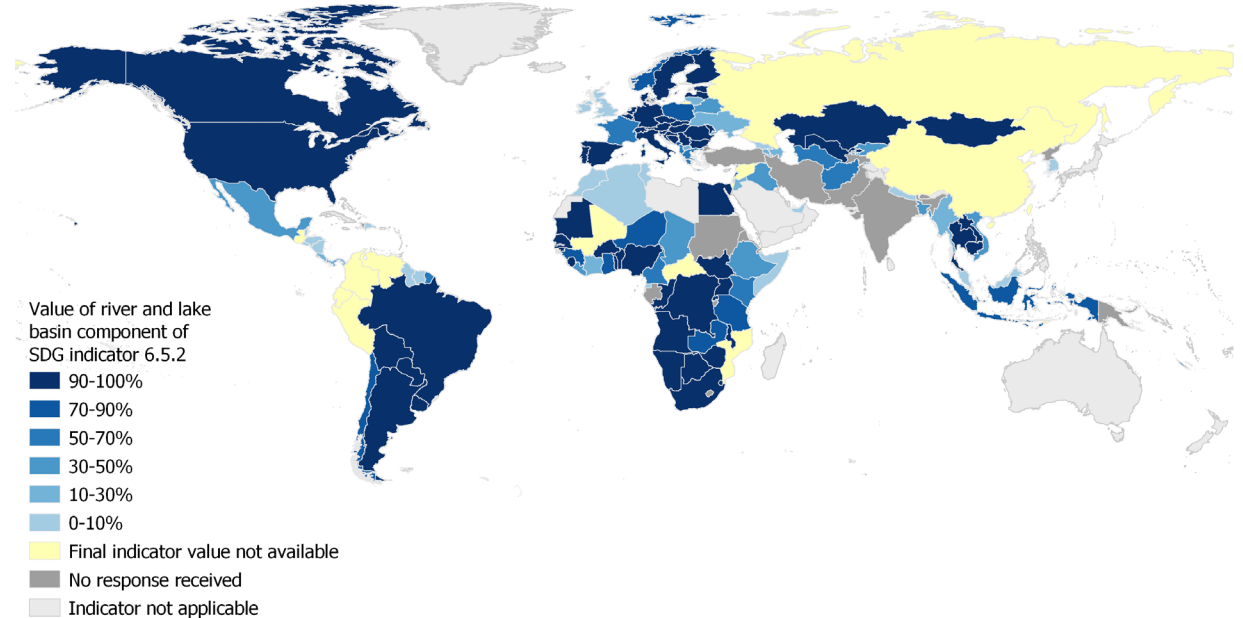 Value of river and lake
basin component of
SDG indicator 6.5.2
90-100%
70-90%
50-70%
30-50%
10-30%
0-10%
Final indicator value not available
No response received
Indicator not applicable